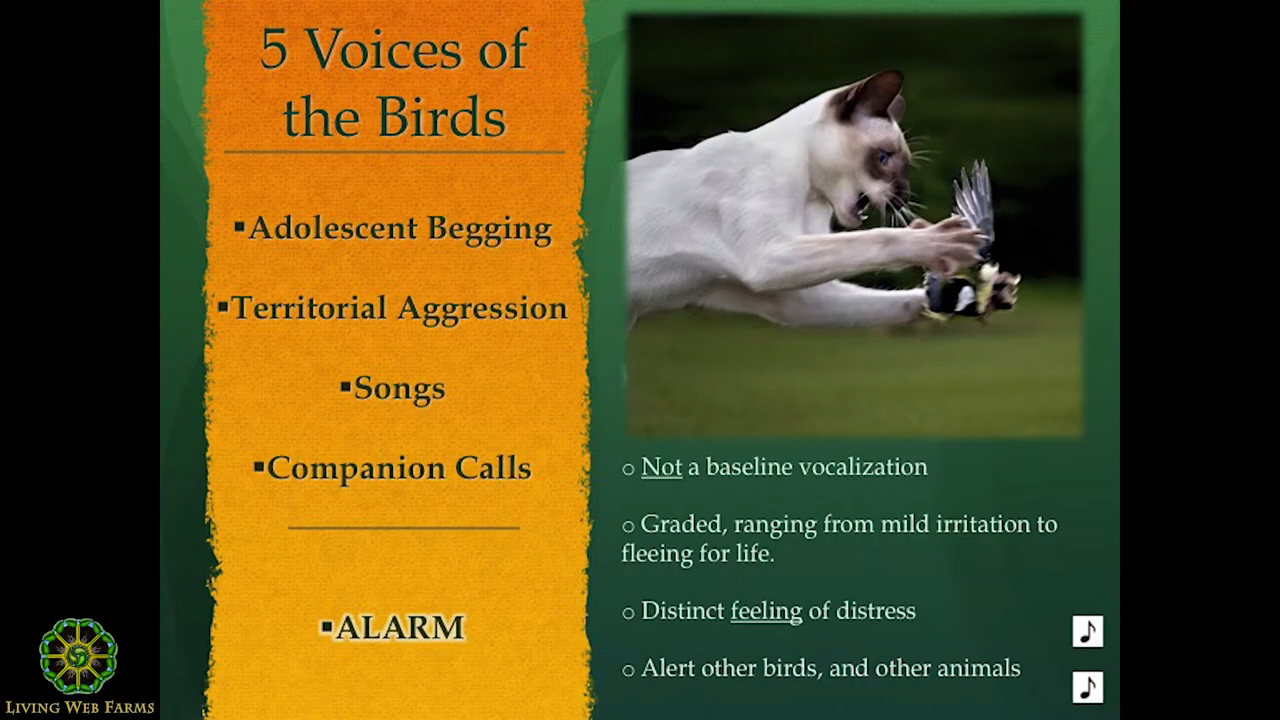 5 Voices of
the Birds
▪Adolescent Begging
▪Territorial Aggression
▪Songs
▪Companion Calls
▪ALARM
o Not a baseline vocalization
o Graded, ranging from mild irritation to
fleeing for life.
o Distinct feeling of distress
o Alert other birds, and other animals
LIVING WEB FARMS